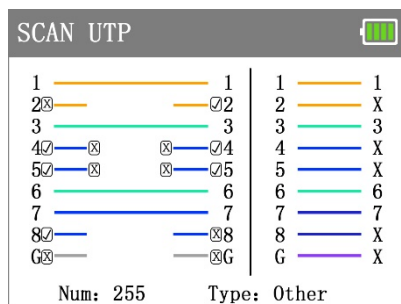 SCAN UTP
1 1 1 1
2 2 2 X
3 3 3 3
4 4 4 X
5 5 5 X
6 6 6 6
7 7 7 7
8 8 8 X
G G G X
Num: 255 Type: Other